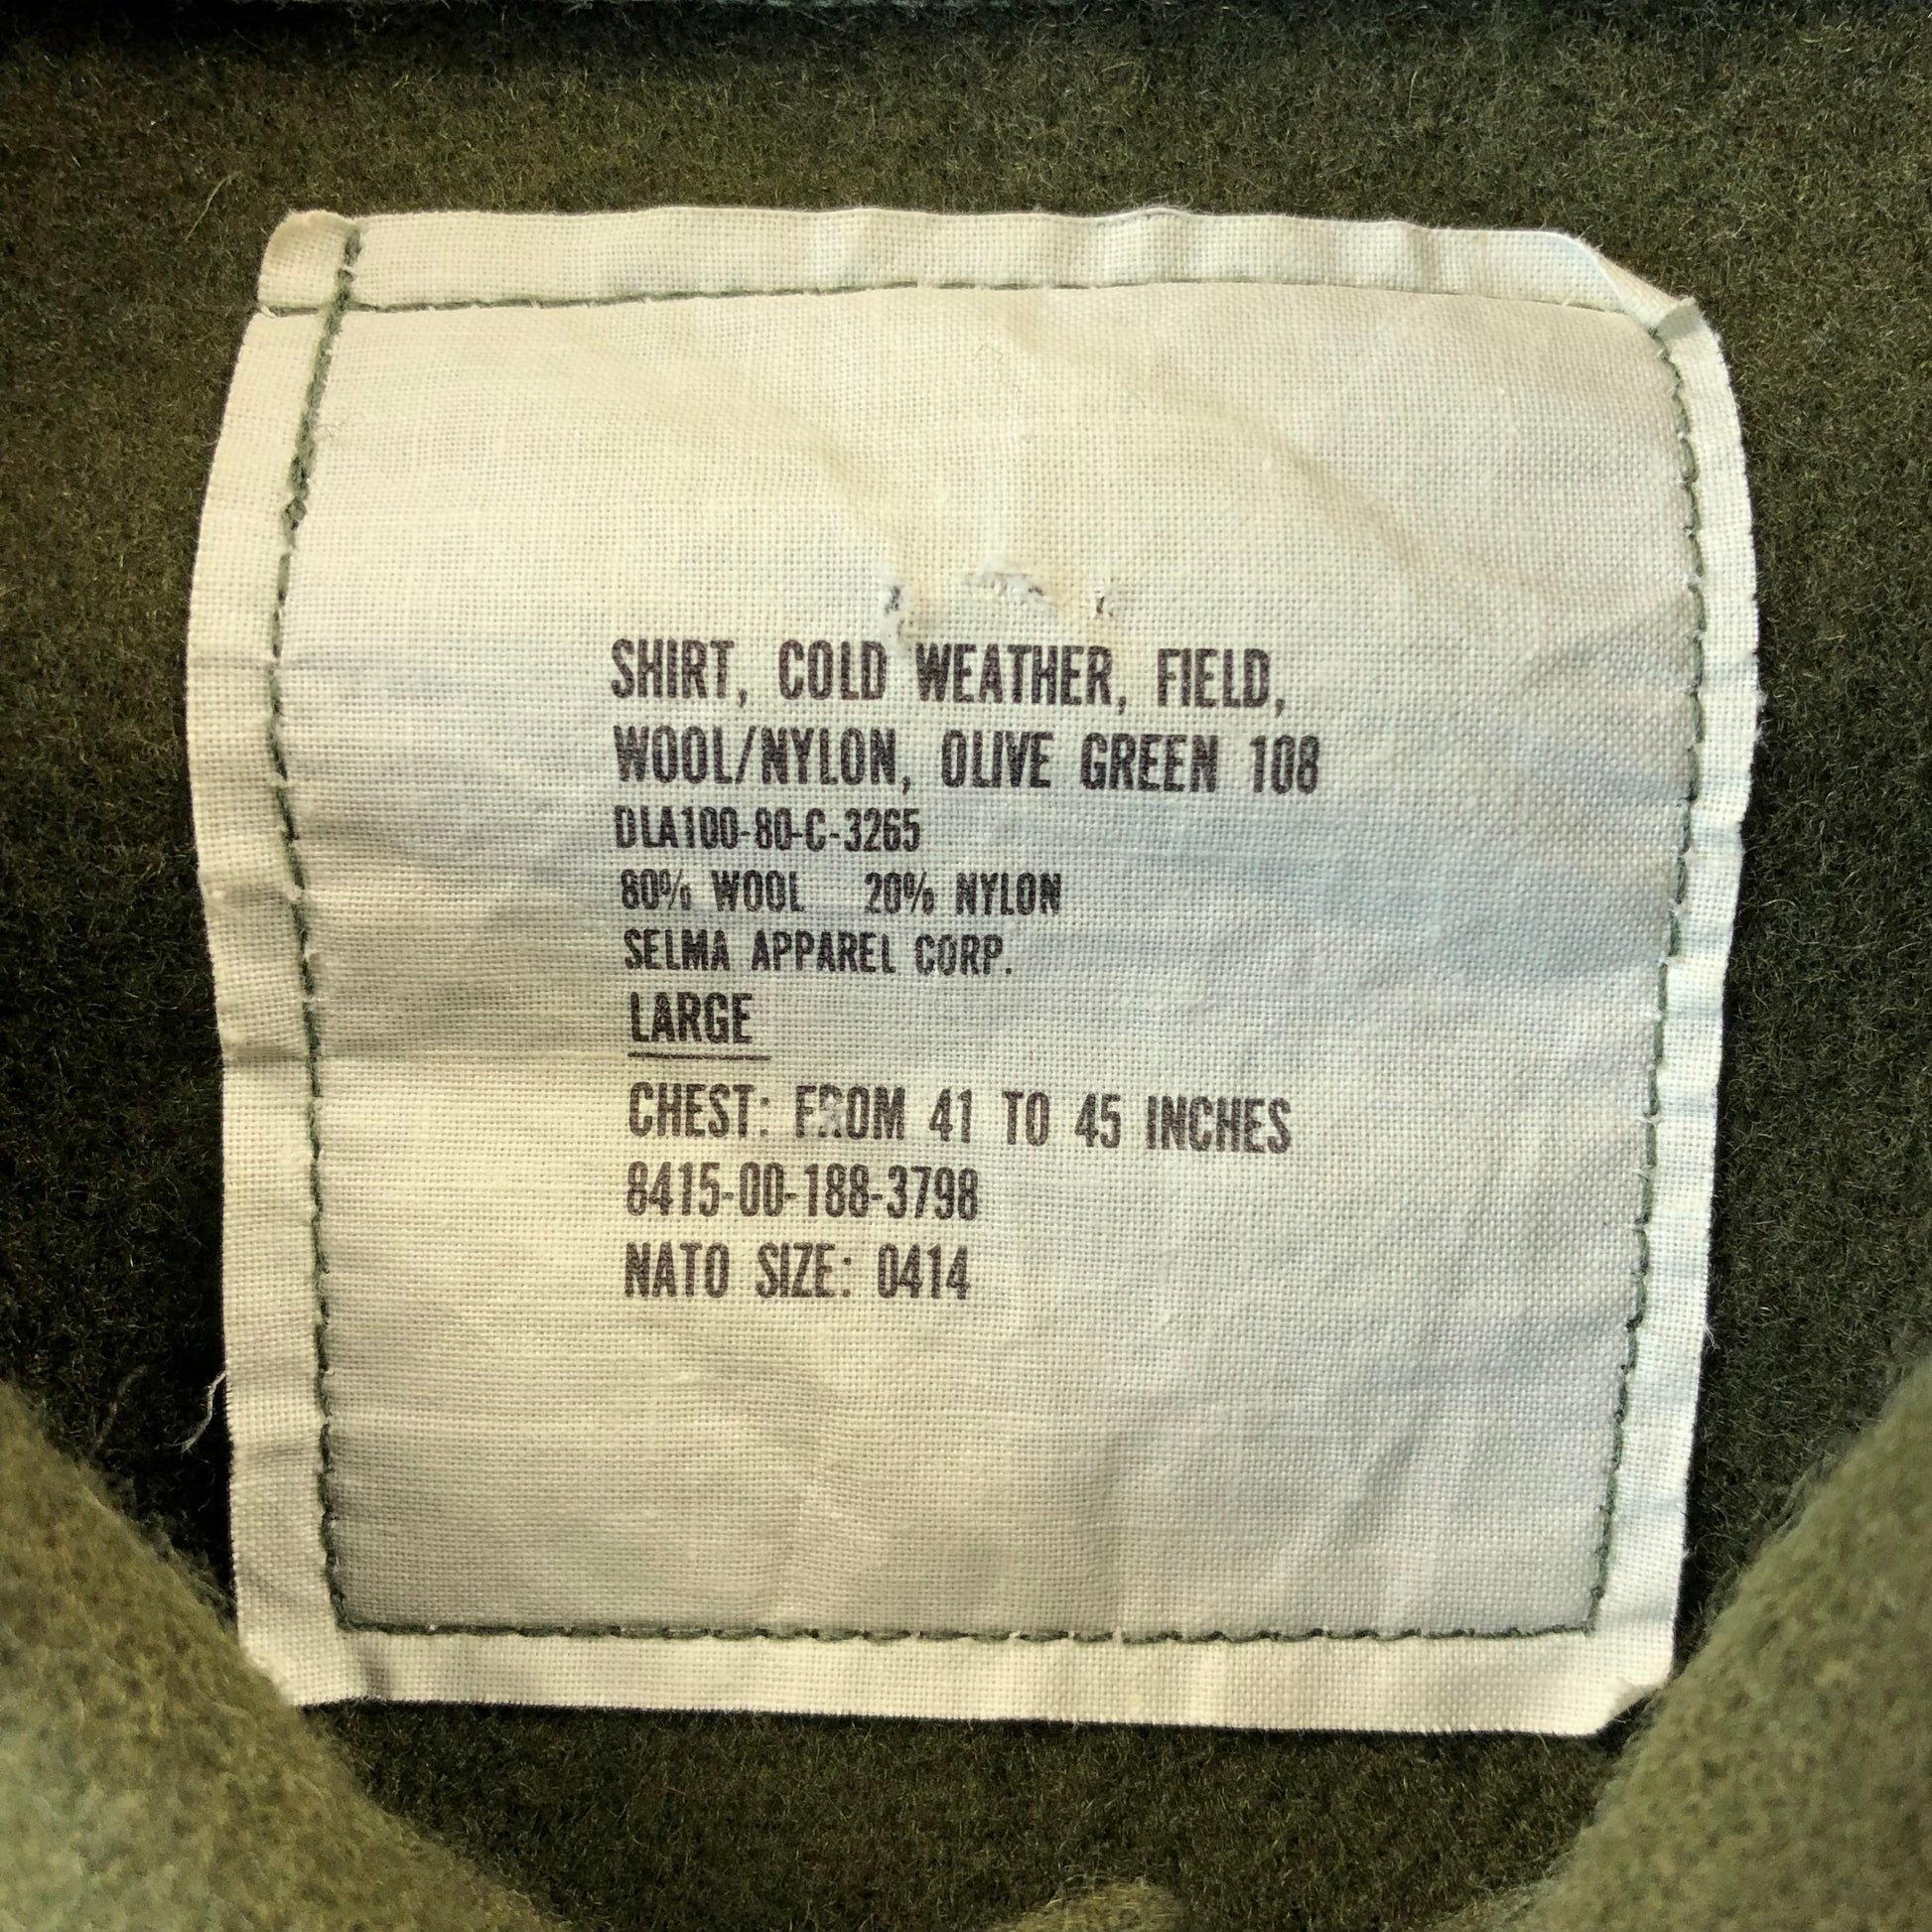 SHIRT, COLD WEATHER, FIELD,
WOOL/NYLON, OLIVE GREEN 108
DLA100-80-C-3265
80% WOOL 20% NYLON
SELMA APPAREL CORP.
LARGE
CHEST: FROM 41 TO 45 INCHES
8415-00-188-3798
NATO SIZE: 0414